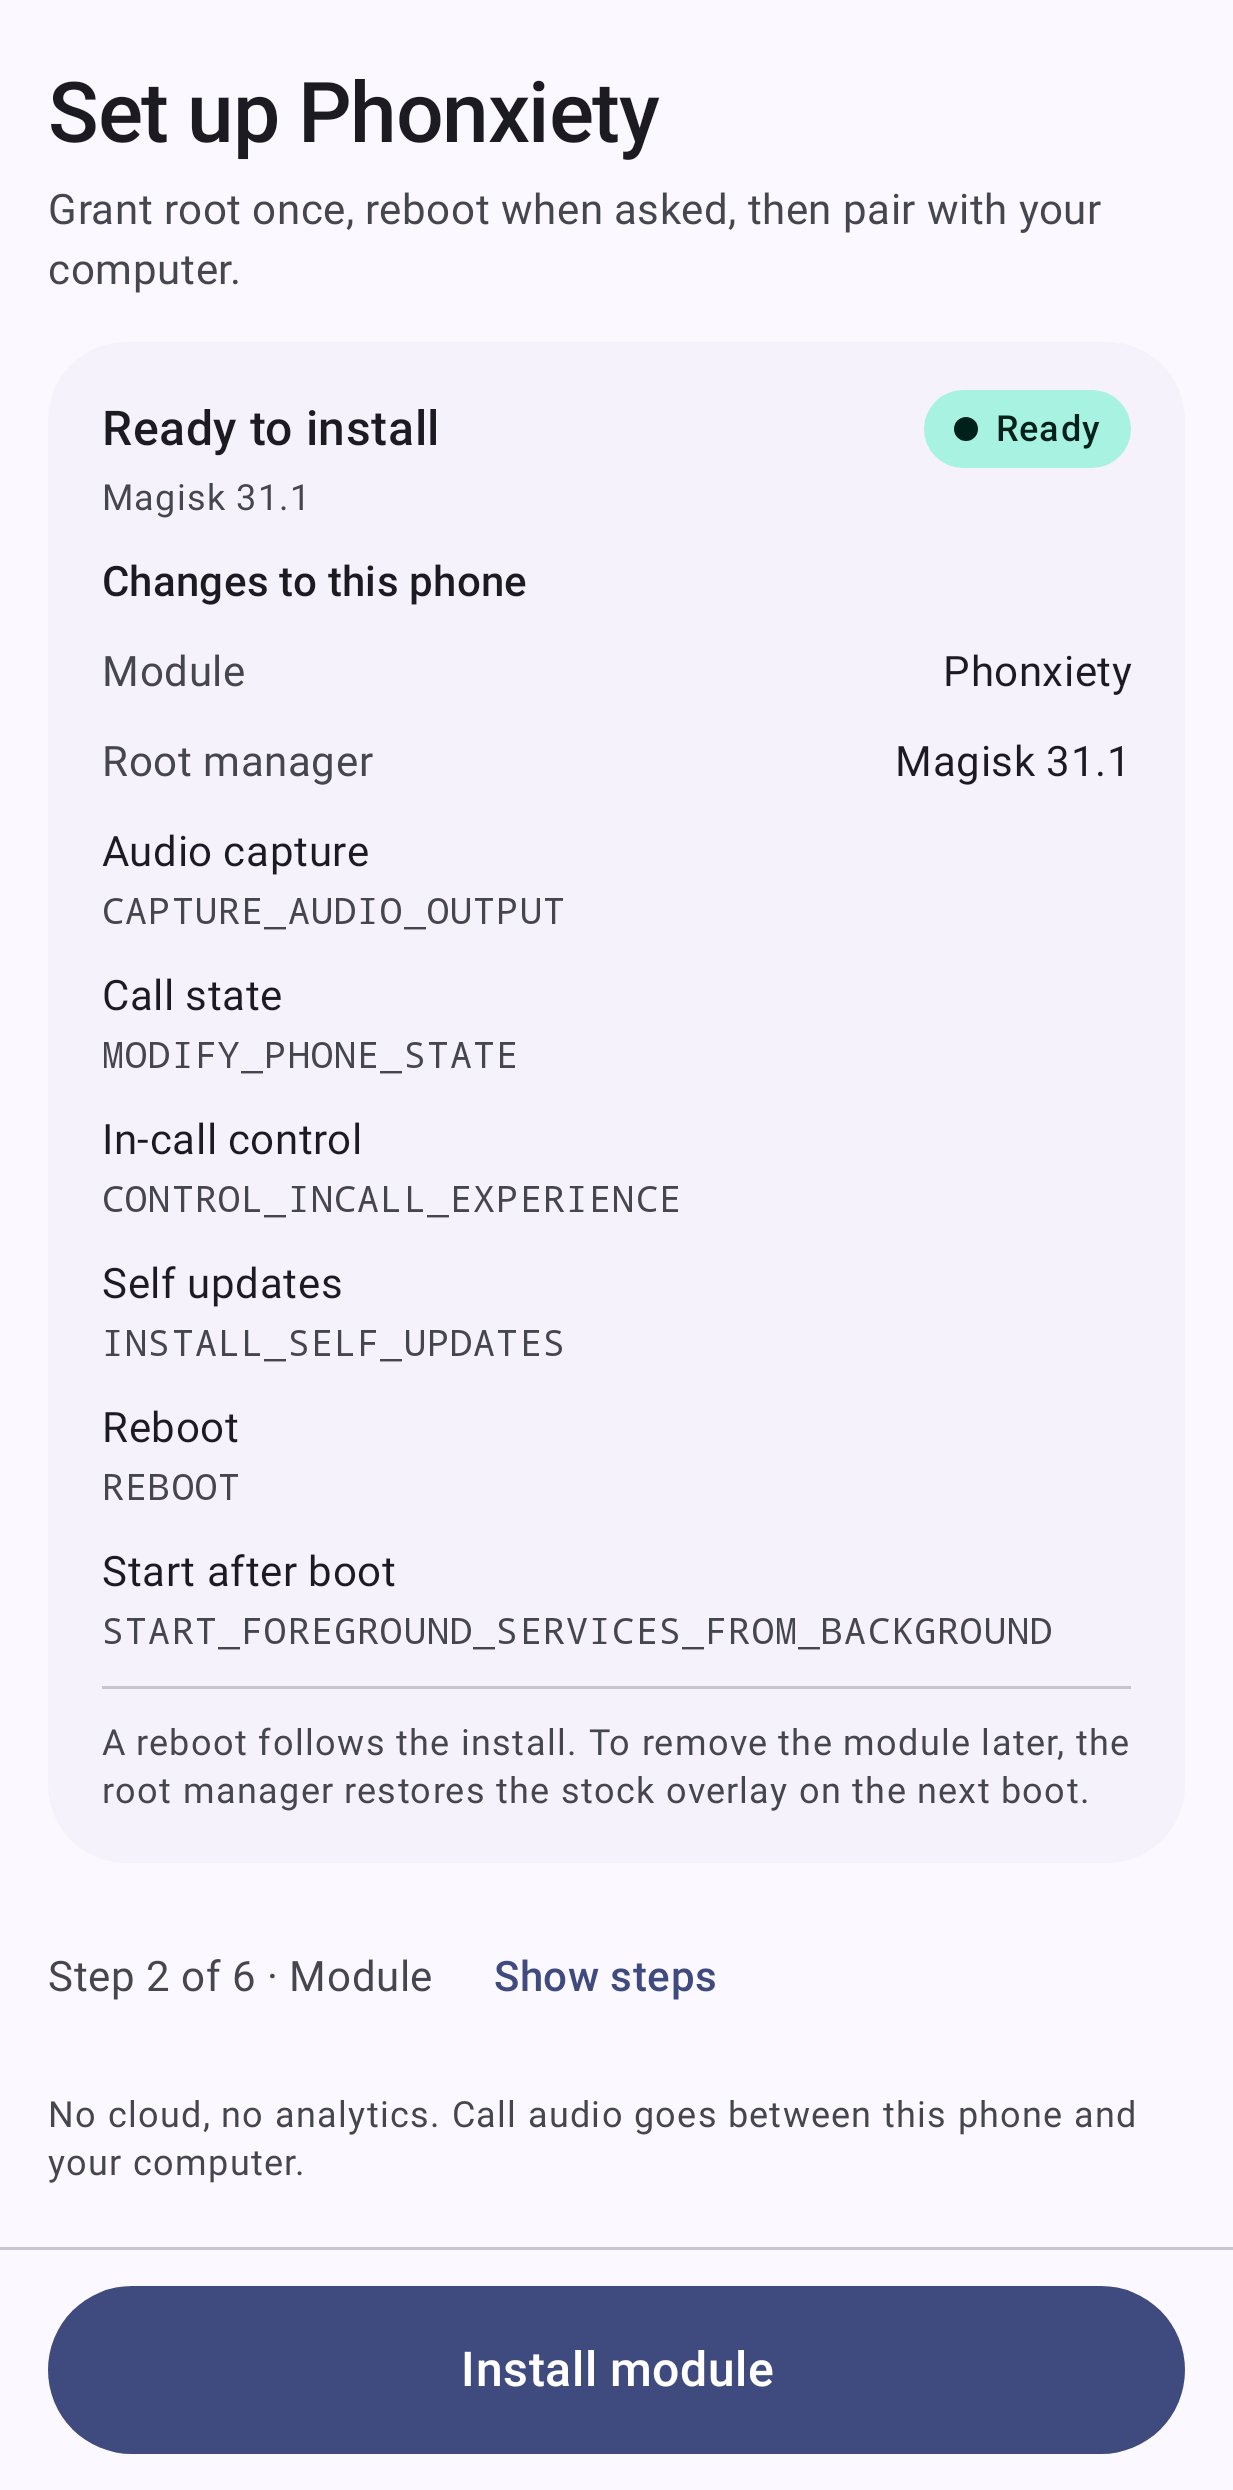 Set up Phonxiety
Grant root once, reboot when asked, then pair with your
computer.
Ready to install
Ready
Magisk 31.1
Changes to this phone
Module
Phonxiety
Root manager
Magisk 31.1
Audio capture
CAPTURE_AUDIO_OUTPUT
Call state
MODIFY_PHONE_STATE
In-call control
CONTROL_INCALL_EXPERIENCE
Self updates
INSTALL_SELF_UPDATES
Reboot
REBOOT
Start after boot
START_FOREGROUND_SERVICES_FROM_BACKGROUND
A reboot follows the install. To remove the module later, the
root manager restores the stock overlay on the next boot.
Step 2 of 6 · Module
Show steps
No cloud, no analytics. Call audio goes between this phone and
your computer.
Install module